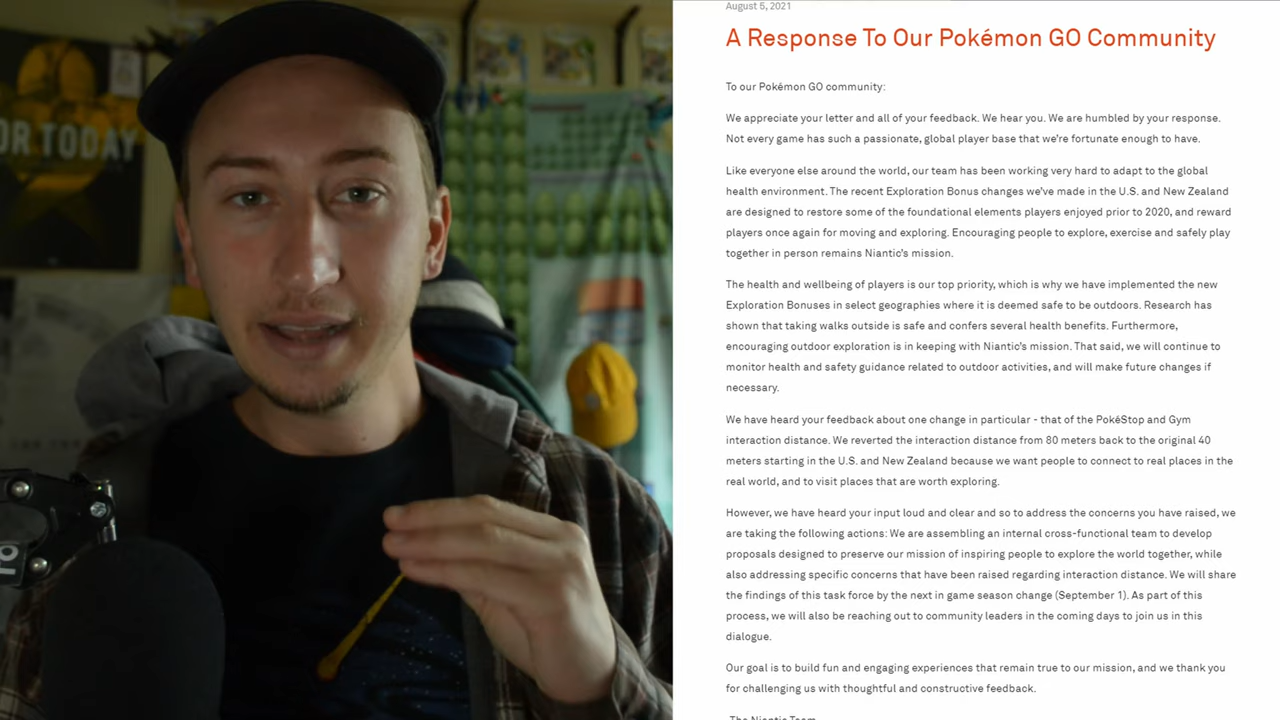 OR TODAY
August 5, 2021
A Response To Our Pokémon GO Community
To our Pokémon GO community:
We appreciate your letter and all of your feedback. We hear you. We are humbled by your response.
Not every game has such a passionate, global player base that we're fortunate enough to have.
Like everyone else around the world, our team has been working very hard to adapt to the global
health environment. The recent Exploration Bonus changes we've made in the U.S. and New Zealand
are designed to restore some of the foundational elements players enjoyed prior to 2020, and reward
players once again for moving and exploring. Encouraging people to explore, exercise and safely play
together in person remains Niantic's mission.
The health and wellbeing of players is our top priority, which is why we have implemented the new
Exploration Bonuses in select geographies where it is deemed safe to be outdoors. Research has
shown that taking walks outside is safe and confers several health benefits. Furthermore,
encouraging outdoor exploration is in keeping with Niantic's mission. That said, we will continue to
monitor health and safety guidance related to outdoor activities, and will make future changes if
necessary.
We have heard your feedback about one change in particular - that of the PokéStop and Gym
interaction distance. We reverted the interaction distance from 80 meters back to the original 40
meters starting in the U.S. and New Zealand because we want people to connect to real places in the
real world, and to visit places that are worth exploring.
However, we have heard your input loud and clear and so to address the concerns you have raised, we
are taking the following actions: We are assembling an internal cross-functional team to develop
proposals designed to preserve our mission of inspiring people to explore the world together, while
also addressing specific concerns that have been raised regarding interaction distance. We will share
the findings of this task force by the next in game season change (September 1). As part of this
process, we will also be reaching out to community leaders in the coming days to join us in this
dialogue.
Our goal is to build fun and engaging experiences that remain true to our mission, and we thank you
for challenging us with thoughtful and constructive feedback.
-The Niantic Team